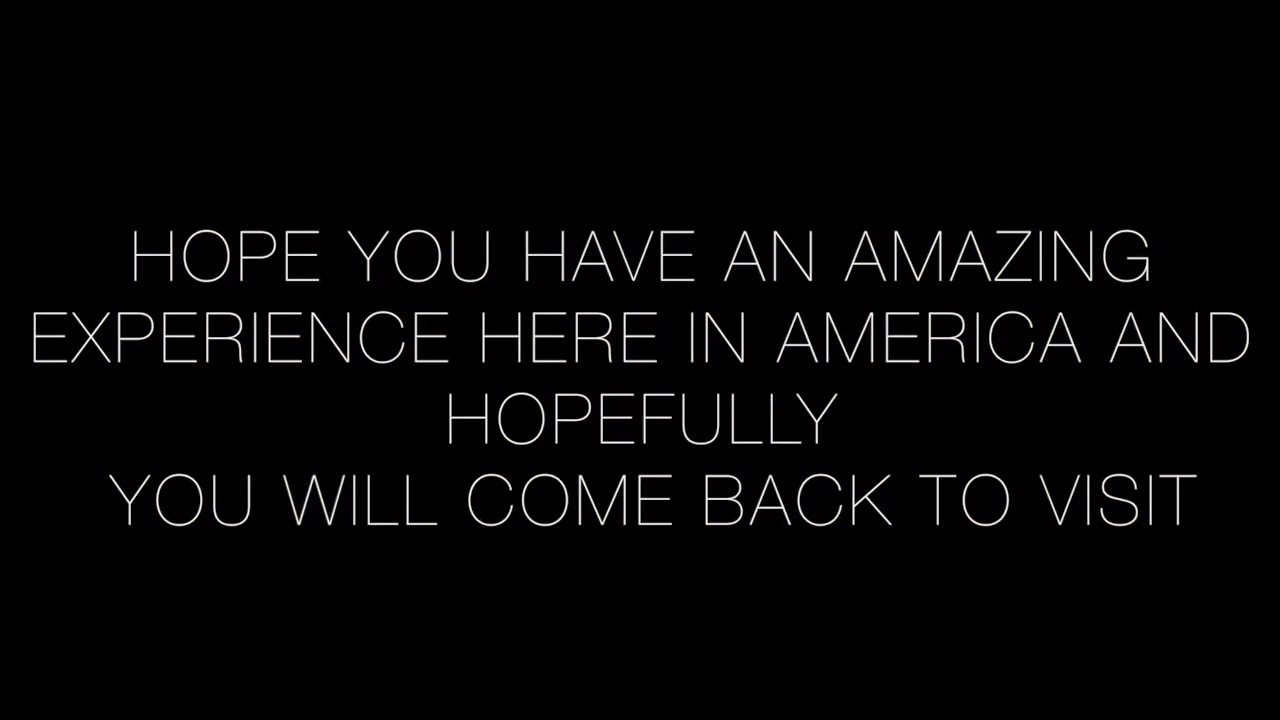 HOPE YOU HAVE AN AMAZING
EXPERIENCE HERE IN AMERICA AND
HOPEFULLY
YOU WILL COME BACK TO VISIT